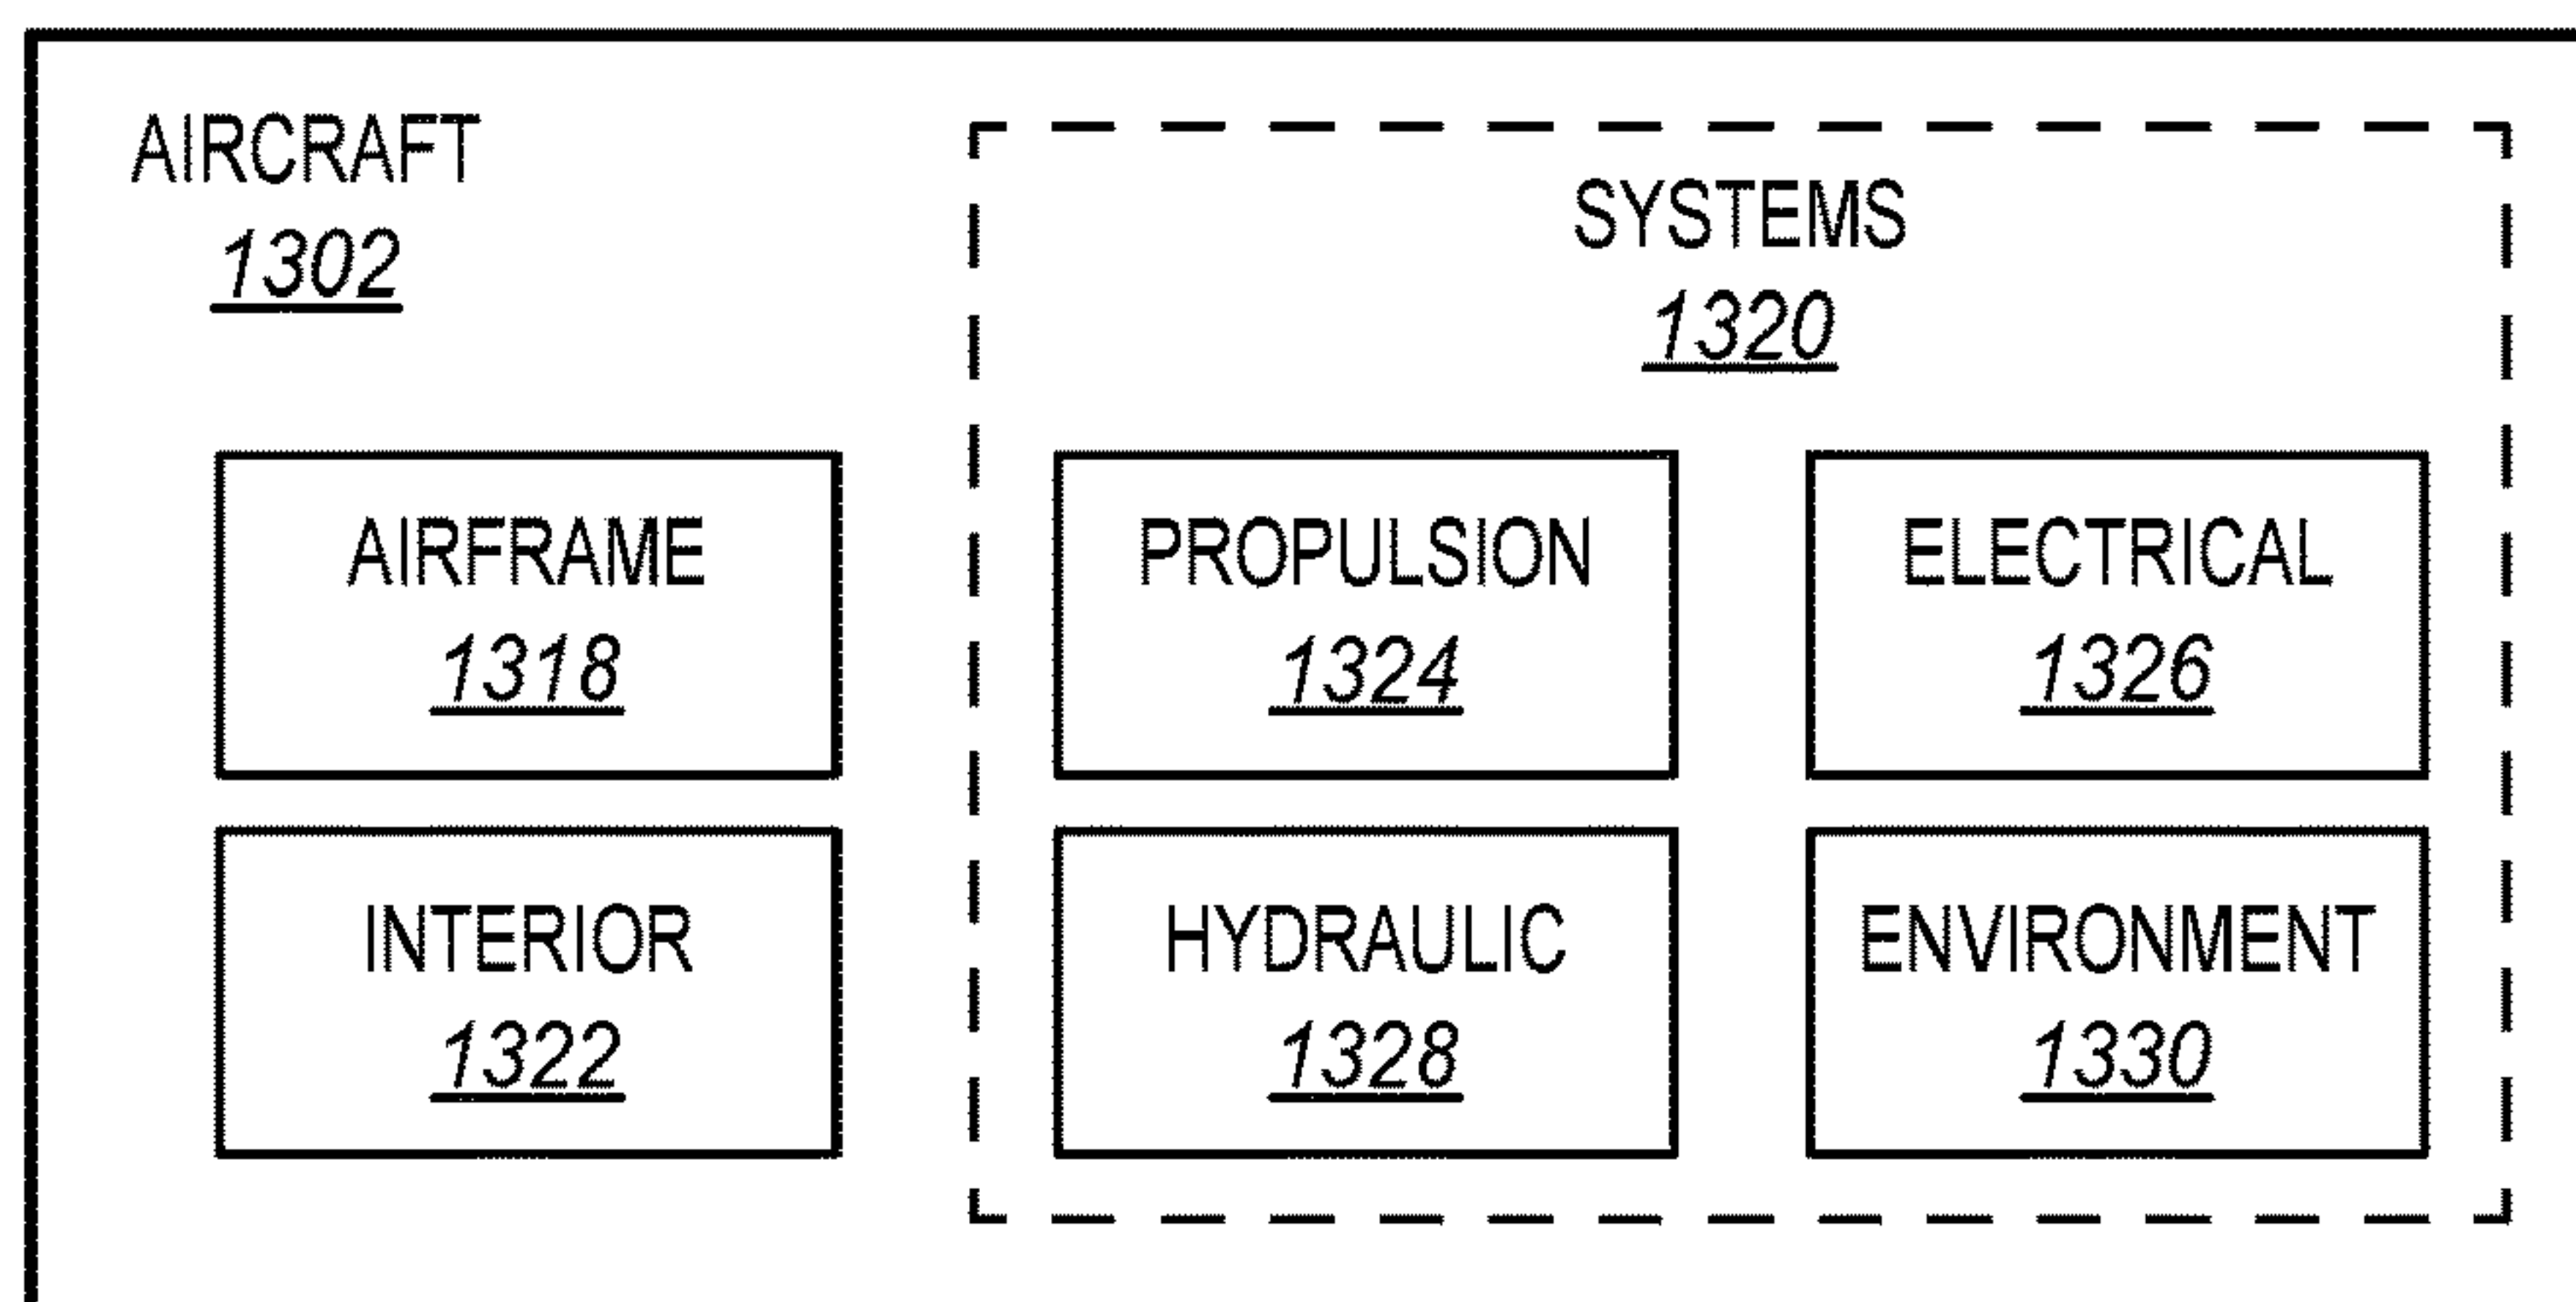 AIRCRAFT
1302
SYSTEMS
1320
AIRFRAME
1318
PROPULSION
1324
ELECTRICAL
1326
INTERIOR
1322
HYDRAULIC
1328
ENVIRONMENT
1330